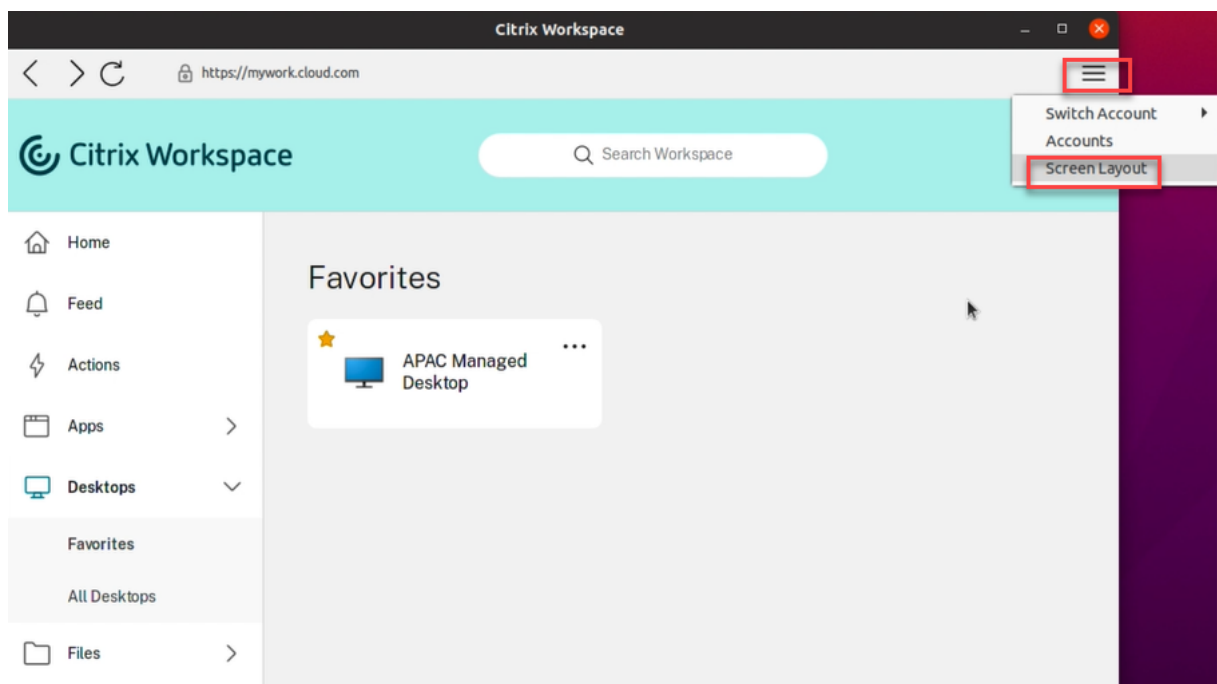 Citrix Workspace
https://mywork.cloud.com
Switch Account
Accounts
Screen Layout
Citrix Workspace
Search Workspace
Home
Feed
Actions
Apps
Desktops
Favorites
All Desktops
Files
Favorites
APAC Managed
Desktop